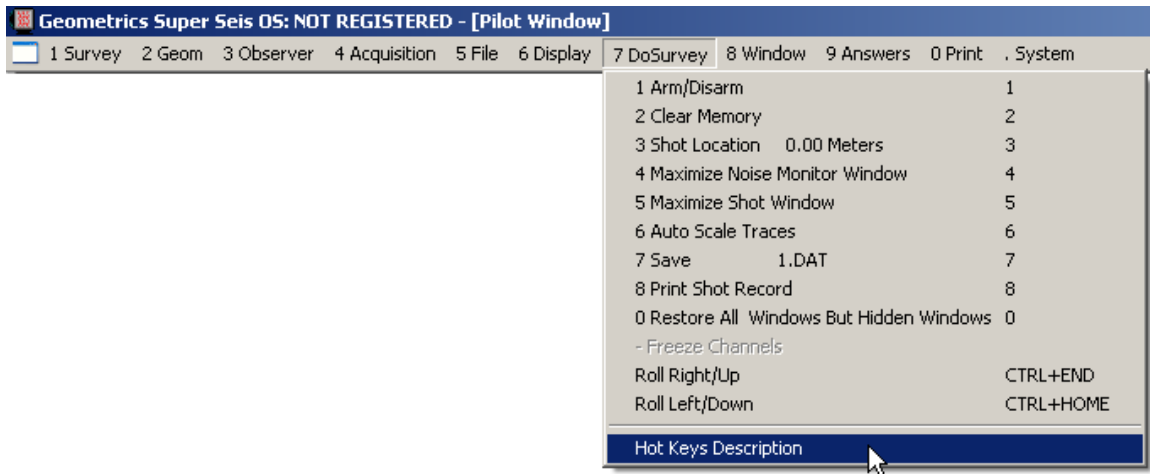 Geometrics Super Seis OS: NOT REGISTERED - [Pilot Window]
1 Survey 2 Geom 3 Observer 4 Acquisition 5 File 6 Display 7 DoSurvey 8 Window 9 Answers 0 Print . System
1 Arm/Disarm 1
2 Clear Memory 2
3 Shot Location 0.00 Meters 3
4 Maximize Noise Monitor Window 4
5 Maximize Shot Window 5
6 Auto Scale Traces 6
7 Save 1.DAT 7
8 Print Shot Record 8
0 Restore All Windows But Hidden Windows 0
- Freeze Channels
Roll Right/Up CTRL+END
Roll Left/Down CTRL+HOME
Hot Keys Description